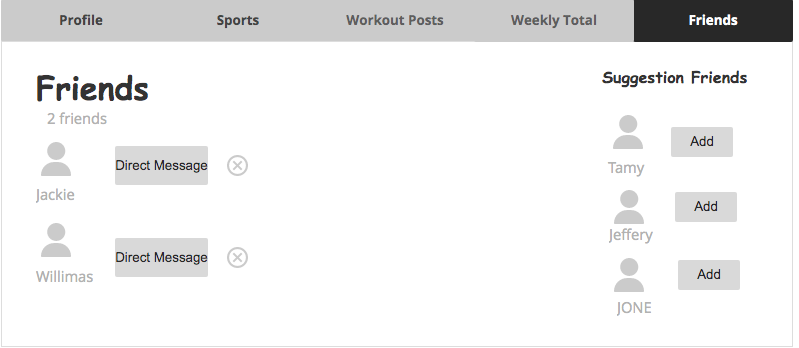 Profile Sports Workout Posts Weekly Total Friends
Friends
2 friends
Direct Message
Jackie
Direct Message
Willimas
Suggestion Friends
Add
Tamy
Add
Jeffery
Add
JONE